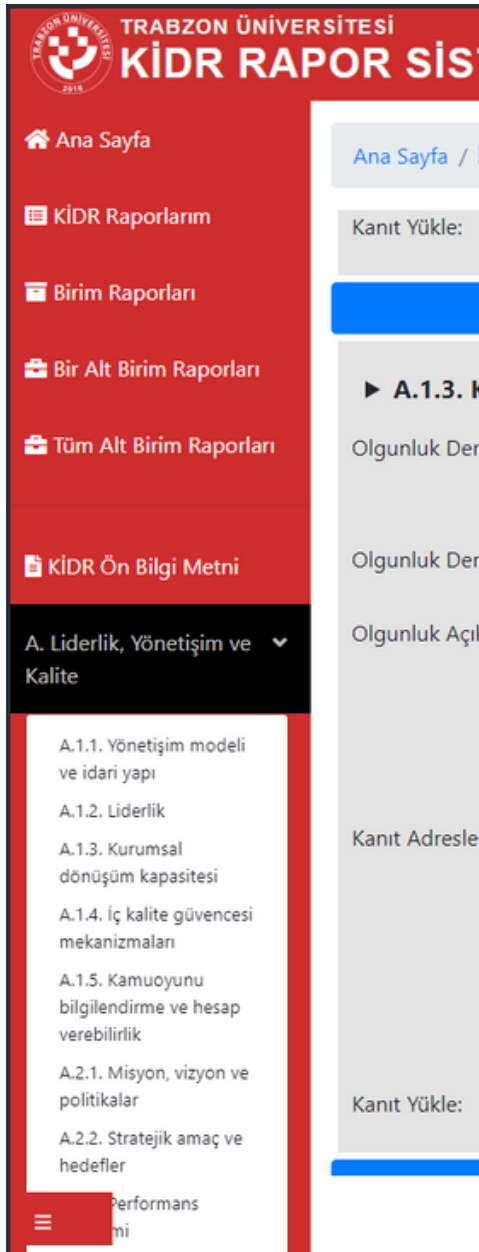 TRABZON ÜNİVERSİTESİ
KİDR RAPOR
Ana Sayfa
KİDR Raporlarım
Birim Raporları
Bir Alt Birim Raporları
Tüm Alt Birim Raporları
KİDR Ön Bilgi Metni
A. Liderlik, Yönetişim ve
Kalite
A.1.1. Yönetişim modeli
ve idari yapı
A.1.2. Liderlik
A.1.3. Kurumsal
dönüşüm kapasitesi
A.1.4. İç kalite güvencesi
mekanizmaları
A.1.5. Kamuoyunu
bilgilendirme ve hesap
verebilirlik
A.2.1. Misyon, vizyon ve
politikalar
A.2.2. Stratejik amaç ve
hedefler
Performans
Ana Sayfa /
Kanıt Yükle:
A.1.3.
Olgunluk
Olgunluk
Olgunluk
Kanıt
Kanıt Yükle: